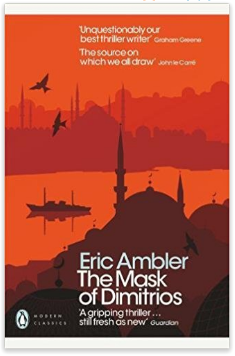 'Unquestionably our
best thriller writer' Graham Greene
'The source on
which we all draw' John le Carré
Eric Ambler
The Mask
of Dimitrios
'A gripping thriller ...
still fresh as new' Guardian
MODERN
CLASSICS